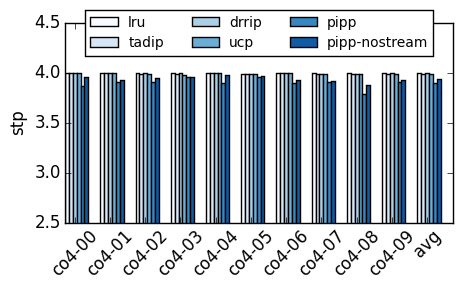 lru
drrip
pipp
tadip
ucp
pipp-nostream
4.5
4.0
3.5
3.0
2.5
stp
co4-00
co4-01
co4-02
co4-03
co4-04
co4-05
co4-06
co4-07
co4-08
co4-09
avg